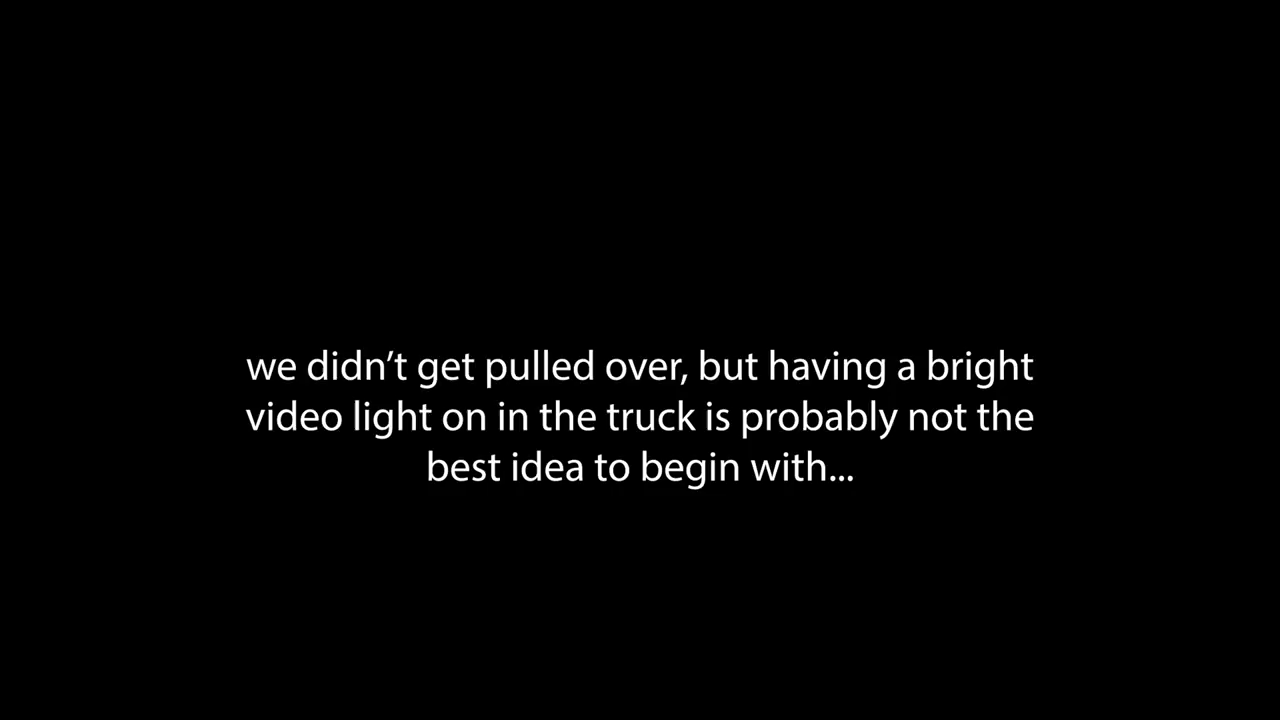 we didn’t get pulled over, but having a bright
video light on in the truck is probably not the
best idea to begin with...